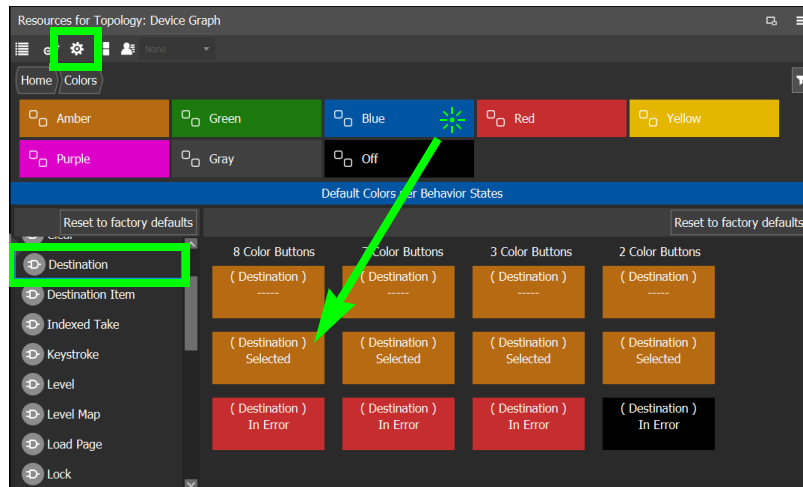 Resources for Topology: Device Graph
None
Home Colors
Amber Green Blue Red Yellow
Purple Gray Off
Default Colors per Behavior States
Reset to factory defaults Reset to factory defaults
Clear
8 Color Buttons 7 Color Buttons 3 Color Buttons 2 Color Buttons
Destination
( Destination ) ( Destination ) ( Destination ) ( Destination )
----- ----- ----- -----
Destination Item
Indexed Take
Keystroke
( Destination ) ( Destination ) ( Destination ) ( Destination )
Selected Selected Selected Selected
Level
Level Map
( Destination ) ( Destination ) ( Destination ) ( Destination )
In Error In Error In Error In Error
Load Page
Lock